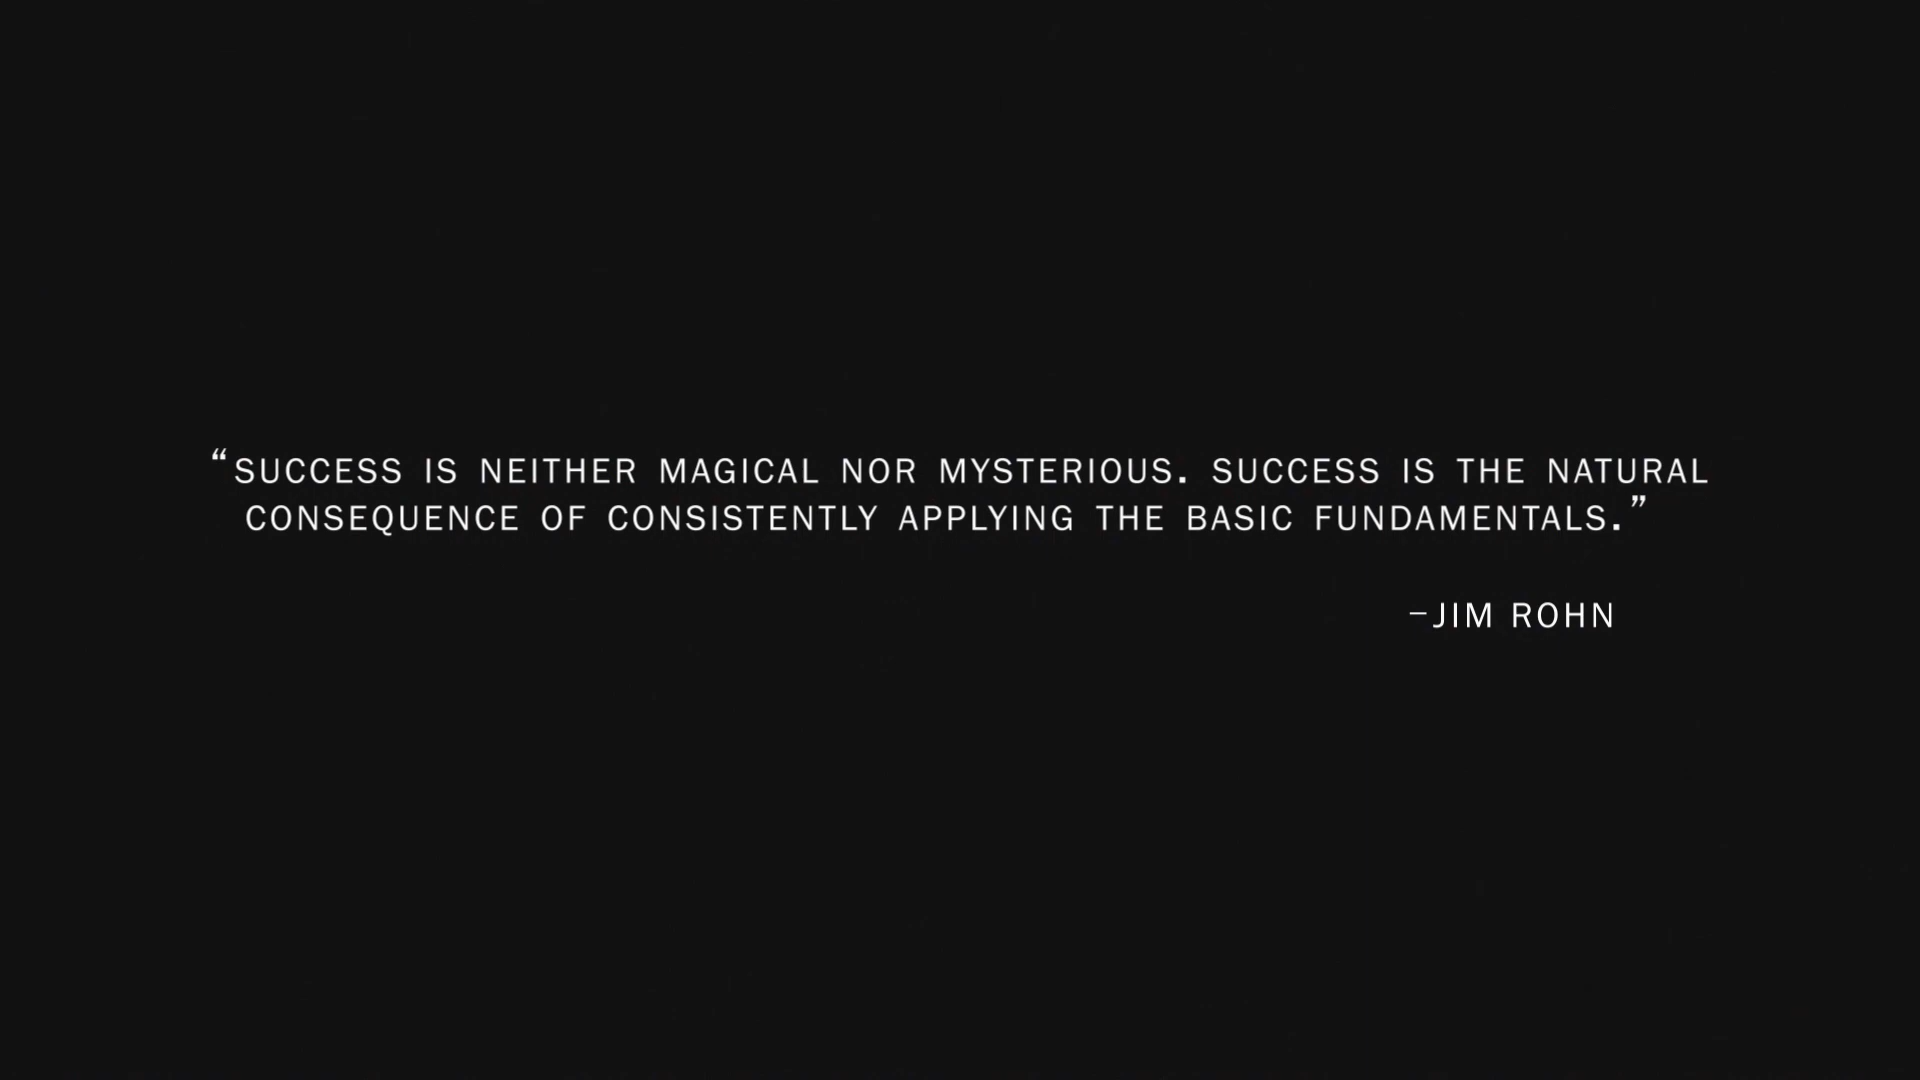 “SUCCESS IS NEITHER MAGICAL NOR MYSTERIOUS. SUCCESS IS THE NATURAL
CONSEQUENCE OF CONSISTENTLY APPLYING THE BASIC FUNDAMENTALS.”
–JIM ROHN